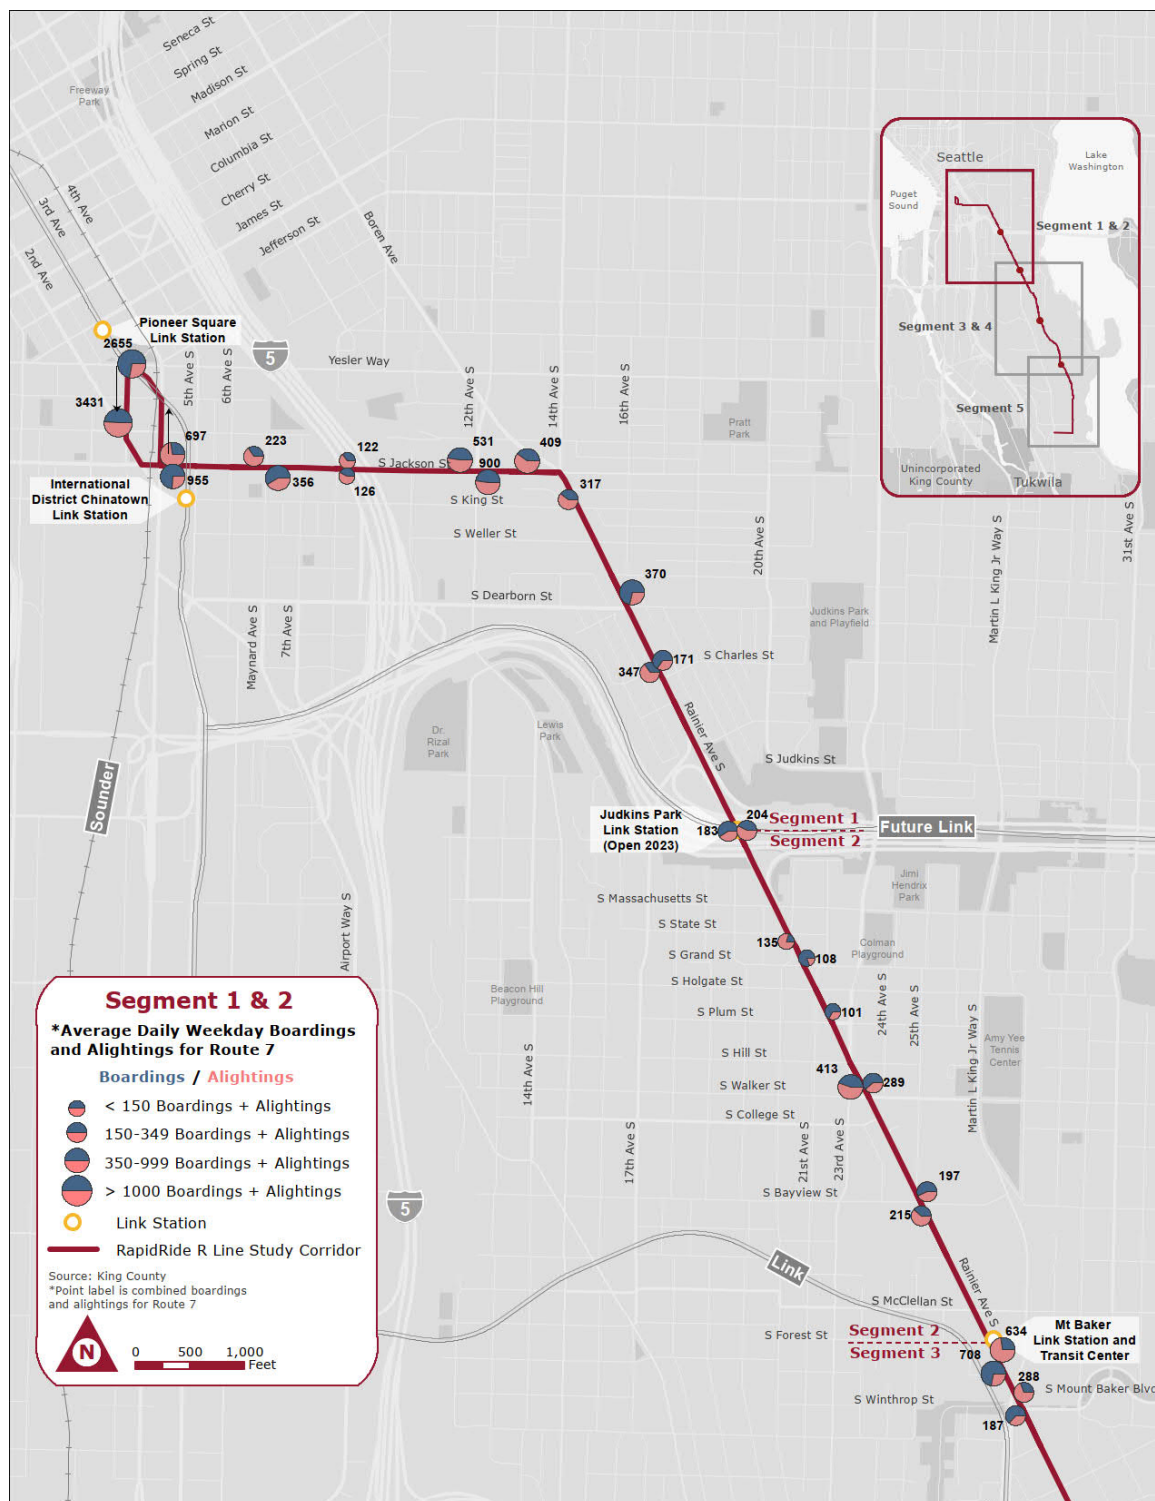 Seneca St
Spring St
Madison St
Marion St
Columbia St
Cherry St
James St
Jefferson St
Freeway
Park
4th Ave
3rd Ave
2nd Ave
Boren Ave
Seattle
Lake
Washington
Puget
Sound
Segment 1 & 2
Segment 3 & 4
Segment 5
Unincorporated
King County
Tukwila
Pioneer Square
Link Station
2655
5
Yesler Way
5th Ave S
6th Ave S
12th Ave S
14th Ave S
16th Ave S
Pratt
Park
3431
697
223
122
531
409
900
S Jackson St
955
356
126
317
International
District Chinatown
Link Station
S King St
S Weller St
20th Ave S
Martin L King Jr Way S
31st Ave S
370
S Dearborn St
Judkins Park
and Playfield
Maynard Ave S
7th Ave S
171
S Charles St
347
Rainier Ave S
Lewis
Park
Dr.
Rizal
Park
S Judkins St
Sounder
Judkins Park
Link Station
(Open 2023)
204
183
Segment 1
Segment 2
Future Link
Jimi
Hendrix
Park
S Massachusetts St
S State St
135
S Grand St
108
Colman
Playground
Airport Way S
S Holgate St
Beacon Hill
Playground
S Plum St
101
24th Ave S
25th Ave S
Martin L King Jr Way S
Amy Yee
Tennis
Center
S Hill St
413
14th Ave S
S Walker St
289
S College St
17th Ave S
21st Ave S
23rd Ave S
S Bayview St
197
215
5
Link
Rainier Ave S
S McClellan St
S Forest St
Segment 2
Segment 3
634
708
Mt Baker
Link Station and
Transit Center
288
S Mount Baker Blvd
S Winthrop St
187
Segment 1 & 2
*Average Daily Weekday Boardings
and Alightings for Route 7
Boardings / Alightings
< 150 Boardings + Alightings
150-349 Boardings + Alightings
350-999 Boardings + Alightings
> 1000 Boardings + Alightings
Link Station
RapidRide R Line Study Corridor
Source: King County
*Point label is combined boardings
and alightings for Route 7
N
0 500 1,000
Feet